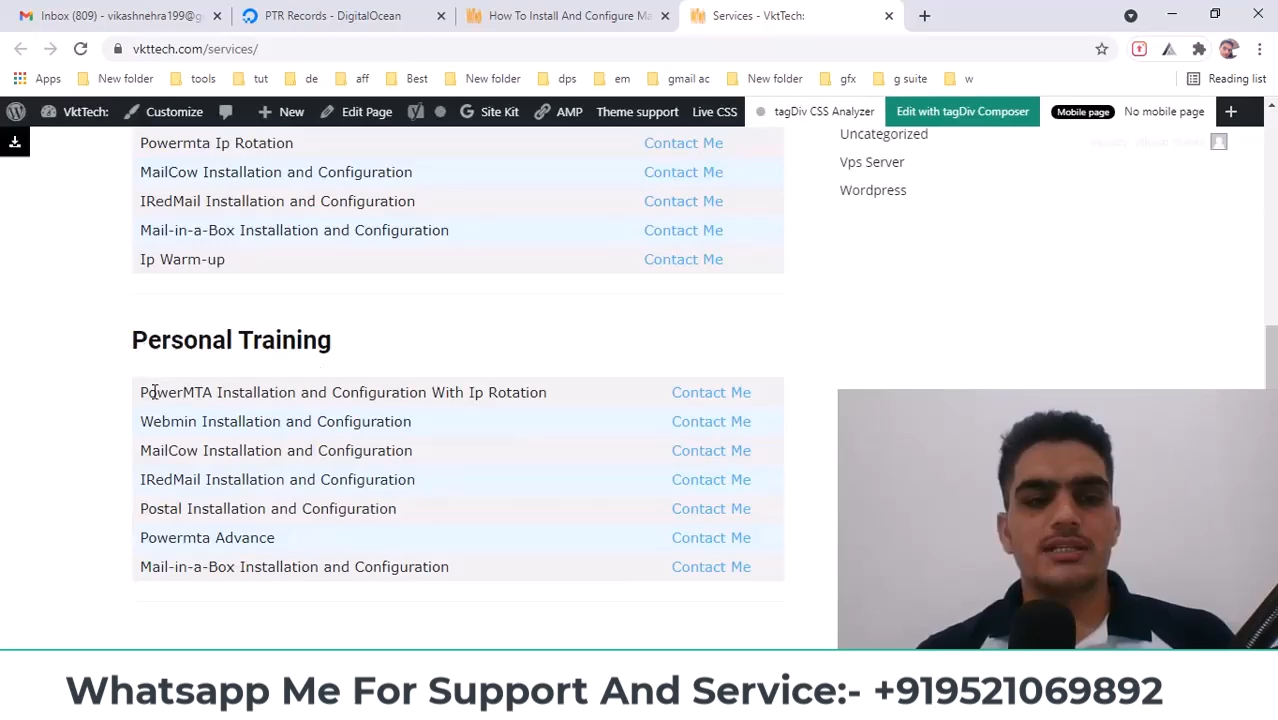 Inbox (809) - vikashnehra199@g
PTR Records - DigitalOcean
How To Install And Configure Ma
Services - VktTech:
vkttech.com/services/
Apps New folder tools tut de aff Best New folder dps em gmail ac New folder gfx g suite w Reading list
VktTech: Customize New Edit Page Site Kit AMP Theme support Live CSS tagDiv CSS Analyzer Edit with tagDiv Composer Mobile page No mobile page
Powermta Ip Rotation Contact Me
MailCow Installation and Configuration Contact Me
IRedMail Installation and Configuration Contact Me
Mail-in-a-Box Installation and Configuration Contact Me
Ip Warm-up Contact Me
Uncategorized
Vps Server
Wordpress
Personal Training
PowerMTA Installation and Configuration With Ip Rotation Contact Me
Webmin Installation and Configuration Contact Me
MailCow Installation and Configuration Contact Me
IRedMail Installation and Configuration Contact Me
Postal Installation and Configuration Contact Me
Powermta Advance Contact Me
Mail-in-a-Box Installation and Configuration Contact Me
Whatsapp Me For Support And Service:- +919521069892